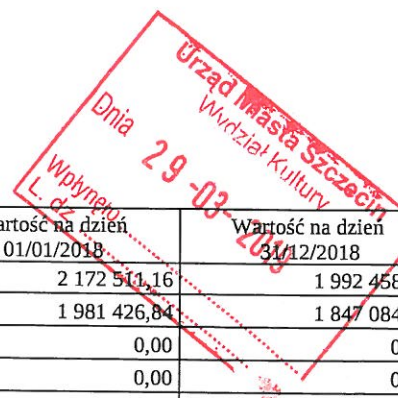 Urząd Miasta Szczecin
Wydział Kultury
Dnia 29 -03- 2019
Wpłynęło
L. dz.
artość na dzień Wartość na dzień
01/01/2018 31/12/2018
2 172 511,16 1 992 458
1 981 426,84 1 847 084
0,00 0
0,00 0